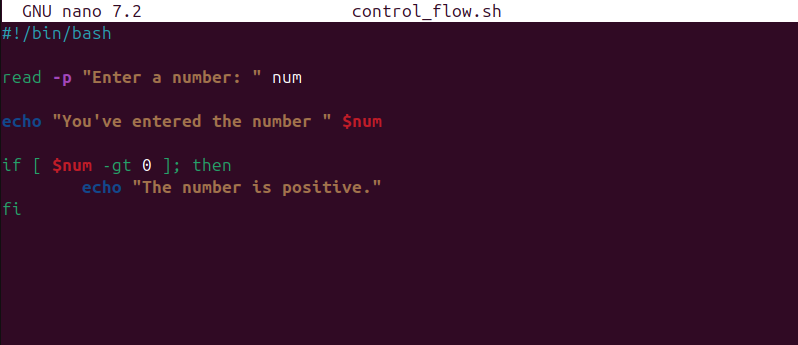 GNU nano 7.2 control_flow.sh
#!/bin/bash
read -p "Enter a number: " num
echo "You've entered the number " $num
if [ $num -gt 0 ]; then
echo "The number is positive."
fi